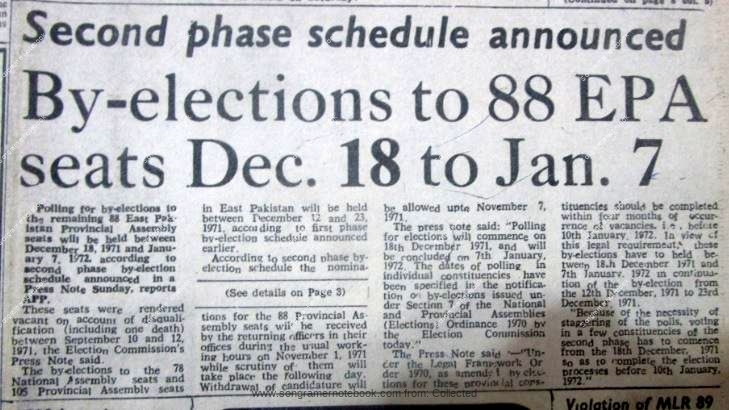 Second phase schedule announced
By-elections to 88 EPA
seats Dec. 18 to Jan. 7
Polling for by-elections to
the remaining 88 East Pak-
istan Provincial Assembly
seats will be held between
December 18, 1971 and Janu-
ary 7, 1972, according to
second phase by-election
schedule announced in a
Press Note Sunday, reports
APP.
These seats were rendered
vacant on account of disquali-
fication (including one death)
between September 10 and 12,
1971, the Election Commission's
Press Note said.
The by-elections to the 78
National Assembly seats and
105 Provincial Assembly seats
in East Pakistan will be held
between December 12 and 23,
1971, according to first phase
by-election schedule announced
earlier.
According to second phase by-
election schedule the nomina-
(See details on Page 3)
tions for the 88 Provincial As-
sembly seats will be received
by the returning officers in their
offices during the usual work-
ing hours on November 1, 1971
while scrutiny of them will
take place the following day.
Withdrawal of candidature will
be allowed upto November 7,
1971.
The press note said: "Polling
for elections will commence on
18th December 1971, and will
be concluded on 7th January,
1972. The dates of polling in
individual constituencies have
been specified in the notifica-
tion on by-elections issued un-
der Section 7 of the National
and Provincial Assemblies
(Elections) Ordinance 1970 by
the Election Commission
today."
The Press Note said —"Un-
der the Legal Framework Or
der 1970, as amended by-elec-
tions for these provincial cons-
tituencies should be completed
within four months of occur-
rence of vacancies, i.e., before
10th January, 1972. In view of
this legal requirement, these
by-elections have to held be-
tween 18th December 1971 and
7th January, 1972 in continua-
tion of the by-election from
the 12th December, 1971 to 23rd
December, 1971.
"Because of the necessity of
staggering of the polls, voting
in a few constituencies of the
second phase has to commence
from the 18th December, 1971
so as to complete the election
processes before 10th January,
1972."
Violation of MLR 89
www.songramernotebook.com from: Collected